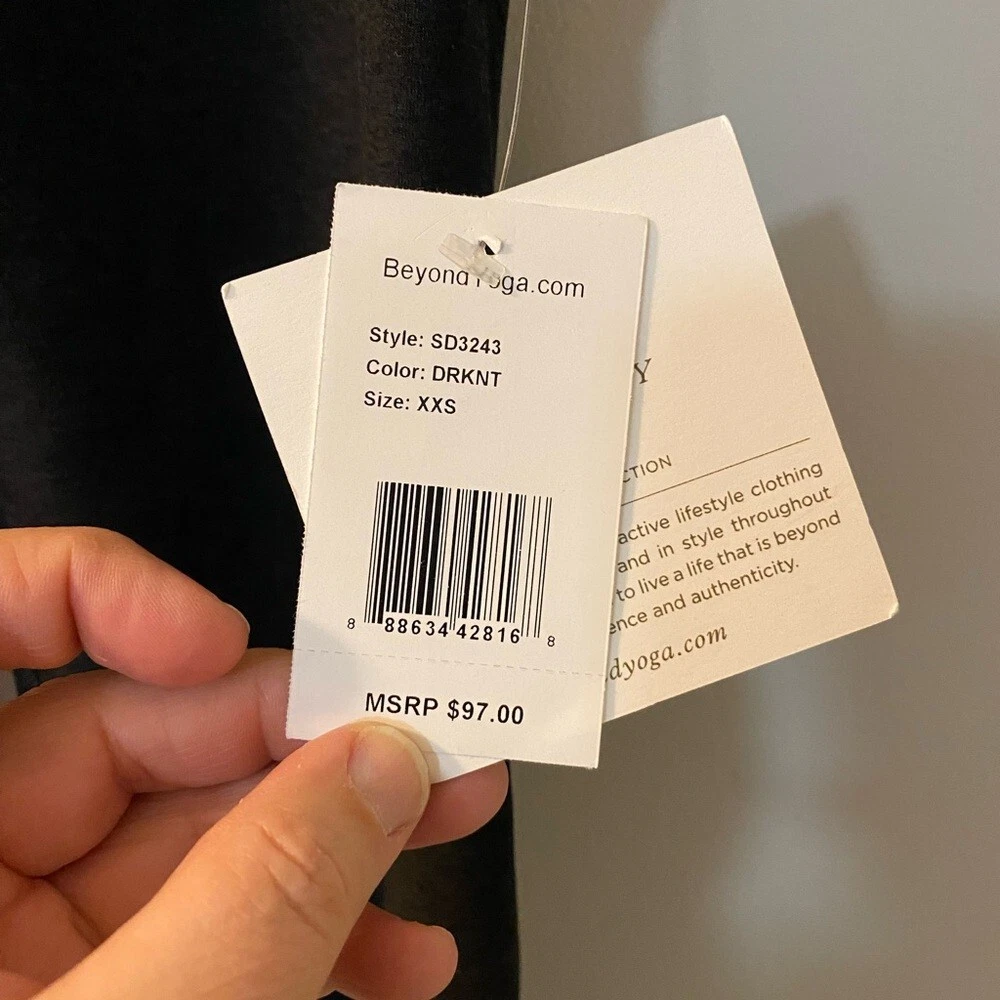 BeyondYoga.com
Style: SD3243
Color: DRKNT
Size: XXS
8 88634 42816 8
MSRP $97.00
Y
CTION
active lifestyle clothing
and in style throughout
to live a life that is beyond
ence and authenticity.
dyoga.com